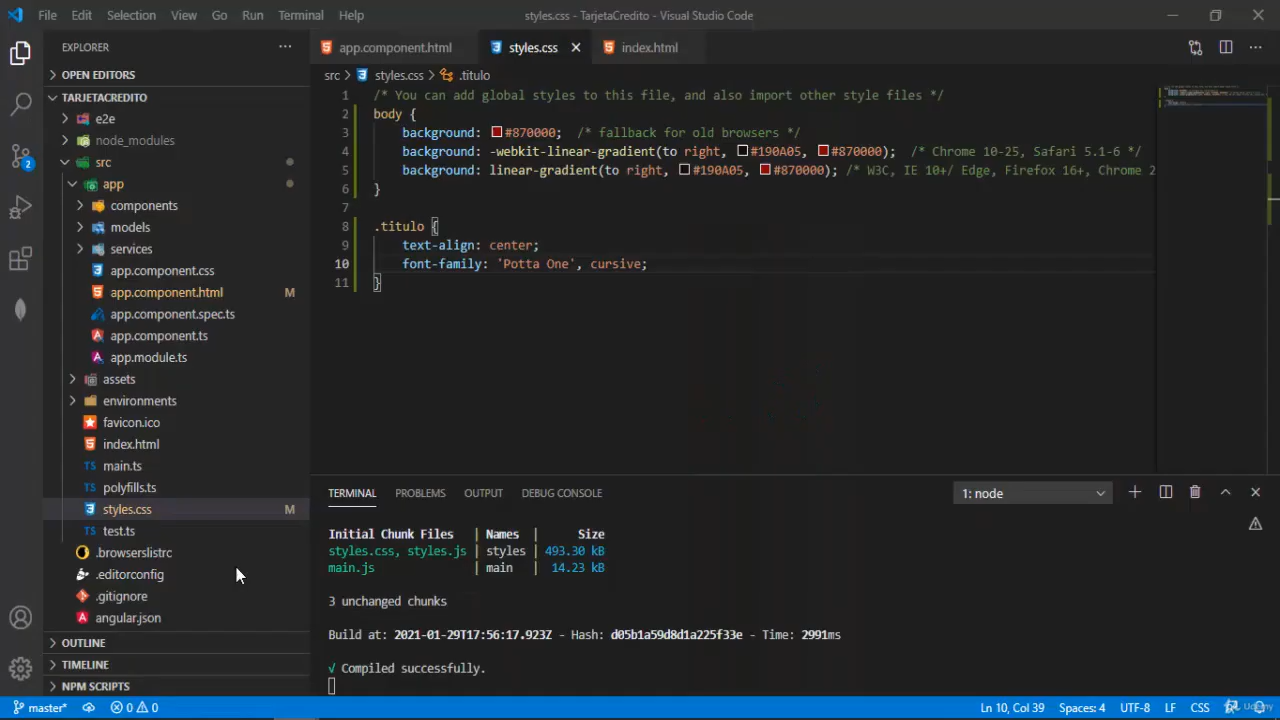 File Edit Selection View Go Run Terminal Help styles.css - TarjetaCredito - Visual Studio Code
EXPLORER
OPEN EDITORS
TARJETACREDITO
e2e
node_modules
src
app
components
models
services
app.component.css
app.component.html M
app.component.spec.ts
app.component.ts
app.module.ts
assets
environments
favicon.ico
index.html
main.ts
polyfills.ts
styles.css M
test.ts
.browserslistrc
.editorconfig
.gitignore
angular.json
OUTLINE
TIMELINE
NPM SCRIPTS
app.component.html styles.css index.html
src > styles.css > .titulo
1 /* You can add global styles to this file, and also import other style files */
2 body {
3 background: #870000; /* fallback for old browsers */
4 background: -webkit-linear-gradient(to right, #190A05, #870000); /* Chrome 10-25, Safari 5.1-6 */
5 background: linear-gradient(to right, #190A05, #870000); /* W3C, IE 10+/ Edge, Firefox 16+, Chrome 2
6 }
7
8 .titulo {
9 text-align: center;
10 font-family: 'Potta One', cursive;
11 }
TERMINAL PROBLEMS OUTPUT DEBUG CONSOLE 1: node
Initial Chunk Files | Names | Size
styles.css, styles.js | styles | 493.30 kB
main.js | main | 14.23 kB
3 unchanged chunks
Build at: 2021-01-29T17:56:17.923Z - Hash: d05b1a59d8d1a225f33e - Time: 2991ms
√ Compiled successfully.
2
master* 0 0 Ln 10, Col 39 Spaces: 4 UTF-8 LF CSS
Udemy